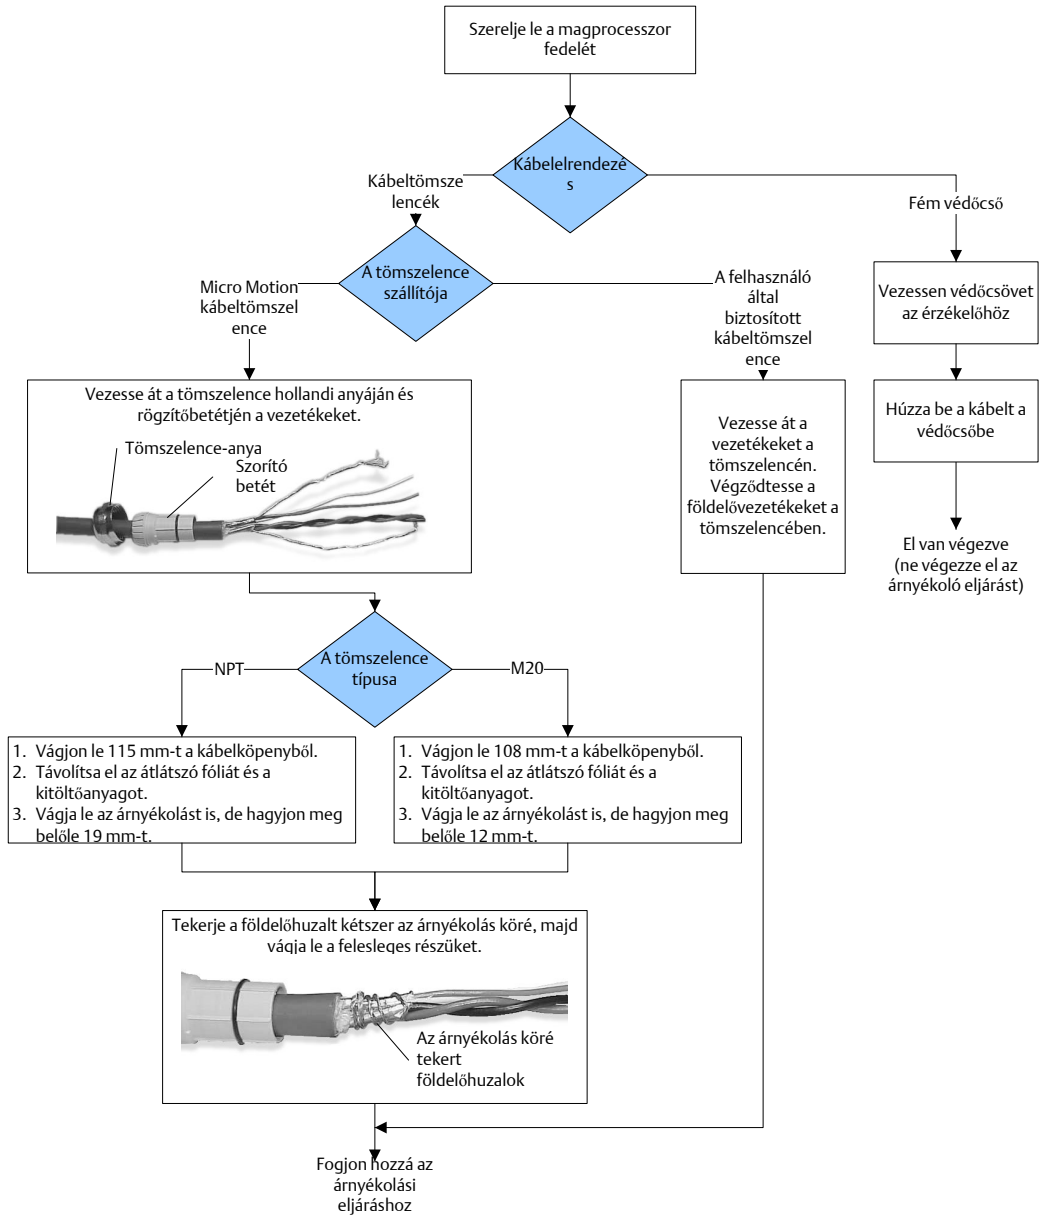 Szerelje le a magprocesszor
fedelét
Kábelelrendezé
s
Kábeltömsze
lencék
Fém védőcső
A tömszelence
szállítója
Micro Motion
kábeltömszel
ence
A felhasználó
által
biztosított
kábeltömszel
ence
Vezessen védőcsövet
az érzékelőhöz
Húzza be a kábelt a
védőcsőbe
El van végezve
(ne végezze el az
árnyékoló eljárást)
Vezesse át a tömszelence hollandi anyáján és
rögzítőbetétjén a vezetékeket.
Tömszelence-anya
Szorító
betét
Vezesse át a
vezetékeket a
tömszelencén.
Végződtesse a
földelővezetékeket a
tömszelencében.
A tömszelence
típusa
NPT
M20
1. Vágjon le 115 mm-t a kábelköpenyből.
2. Távolítsa el az átlátszó fóliát és a
kitöltőanyagot.
3. Vágja le az árnyékolást is, de hagyjon meg
belőle 19 mm-t.
1. Vágjon le 108 mm-t a kábelköpenyből.
2. Távolítsa el az átlátszó fóliát és a
kitöltőanyagot.
3. Vágja le az árnyékolást is, de hagyjon meg
belőle 12 mm-t.
Tekerje a földelőhuzalt kétszer az árnyékolás köré, majd
vágja le a felesleges részüket.
Az árnyékolás köré
tekert
földelőhuzalok
Fogjon hozzá az
árnyékolási
eljáráshoz